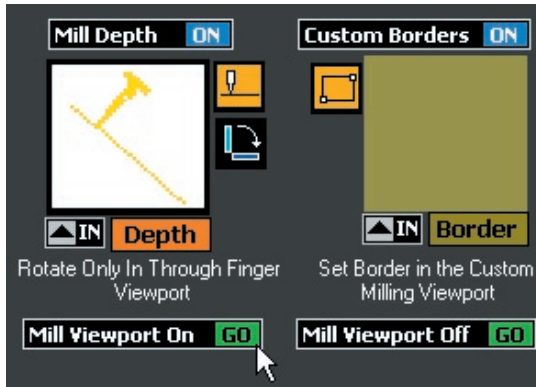 Mill Depth ON
Custom Borders ON
IN Depth
IN Border
Rotate Only In Through Finger
Viewport
Set Border in the Custom
Milling Viewport
Mill Viewport On GO
Mill Viewport Off GO